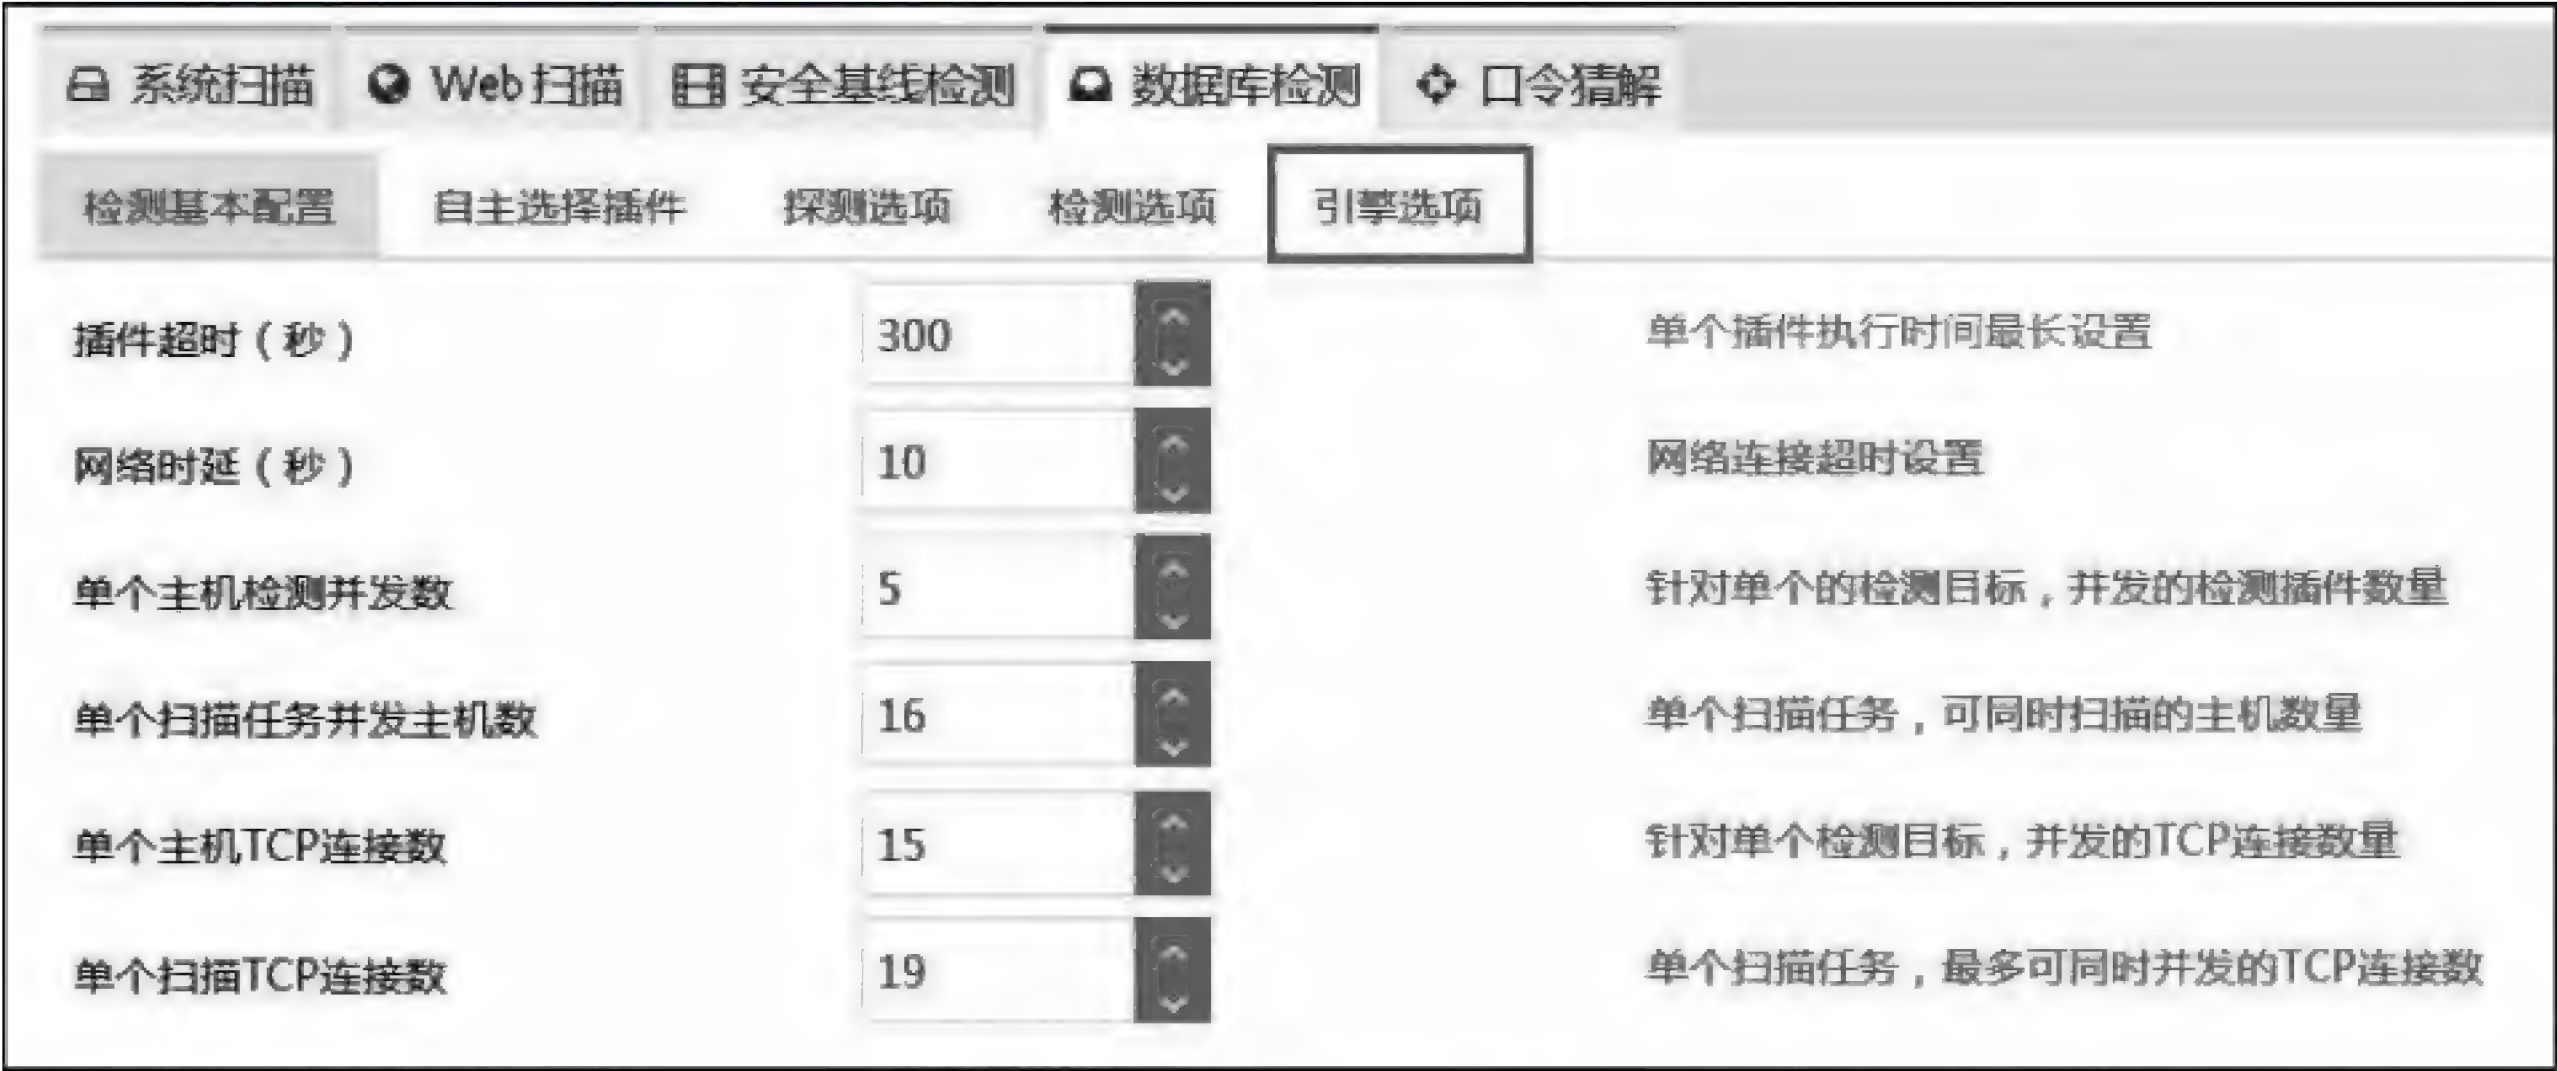 系统扫描 Web 扫描 安全基线检测 数据库检测 口令猜解
检测基本配置 自主选择插件 探测选项 检测选项 引擎选项
插件超时（秒） 300 单个插件执行时间最长设置
网络时延（秒） 10 网络连接超时设置
单个主机检测并发数 5 针对单个的检测目标，并发的检测插件数量
单个扫描任务并发主机数 16 单个扫描任务，可同时扫描的主机数量
单个主机TCP连接数 15 针对单个检测目标，并发的TCP连接数量
单个扫描TCP连接数 19 单个扫描任务，最多可同时并发的TCP连接数